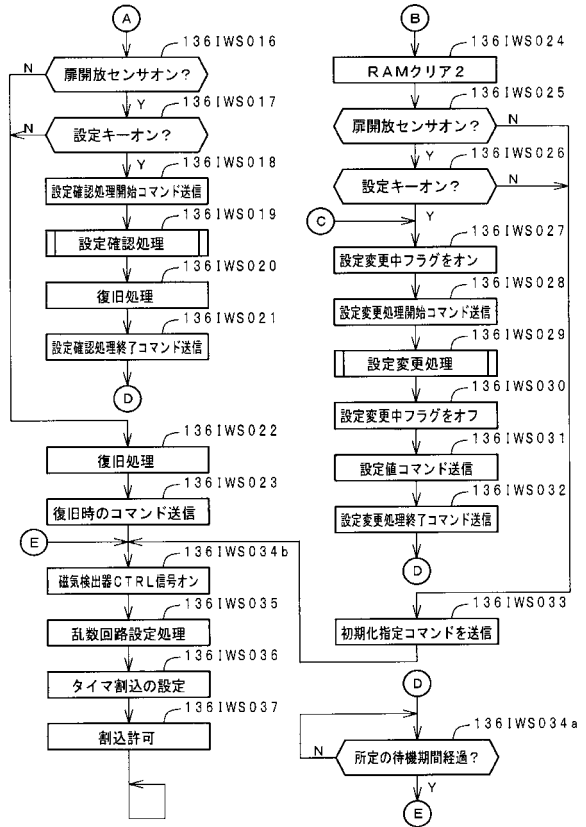 A
136IWS016
扉開放センサオン?
N
Y
136IWS017
設定キーオン?
N
Y
136IWS018
設定確認処理開始コマンド送信
136IWS019
設定確認処理
136IWS020
復旧処理
136IWS021
設定確認処理終了コマンド送信
D
136IWS022
復旧処理
136IWS023
復旧時のコマンド送信
E
136IWS034b
磁気検出器CTRL信号オン
136IWS035
乱数回路設定処理
136IWS036
タイマ割込の設定
136IWS037
割込許可
B
136IWS024
RAMクリア2
136IWS025
扉開放センサオン?
N
Y
136IWS026
設定キーオン?
N
Y
C
136IWS027
設定変更中フラグをオン
136IWS028
設定変更処理開始コマンド送信
136IWS029
設定変更処理
136IWS030
設定変更中フラグをオフ
136IWS031
設定値コマンド送信
136IWS032
設定変更処理終了コマンド送信
D
136IWS033
初期化指定コマンドを送信
D
136IWS034a
所定の待機期間経過?
N
Y
E